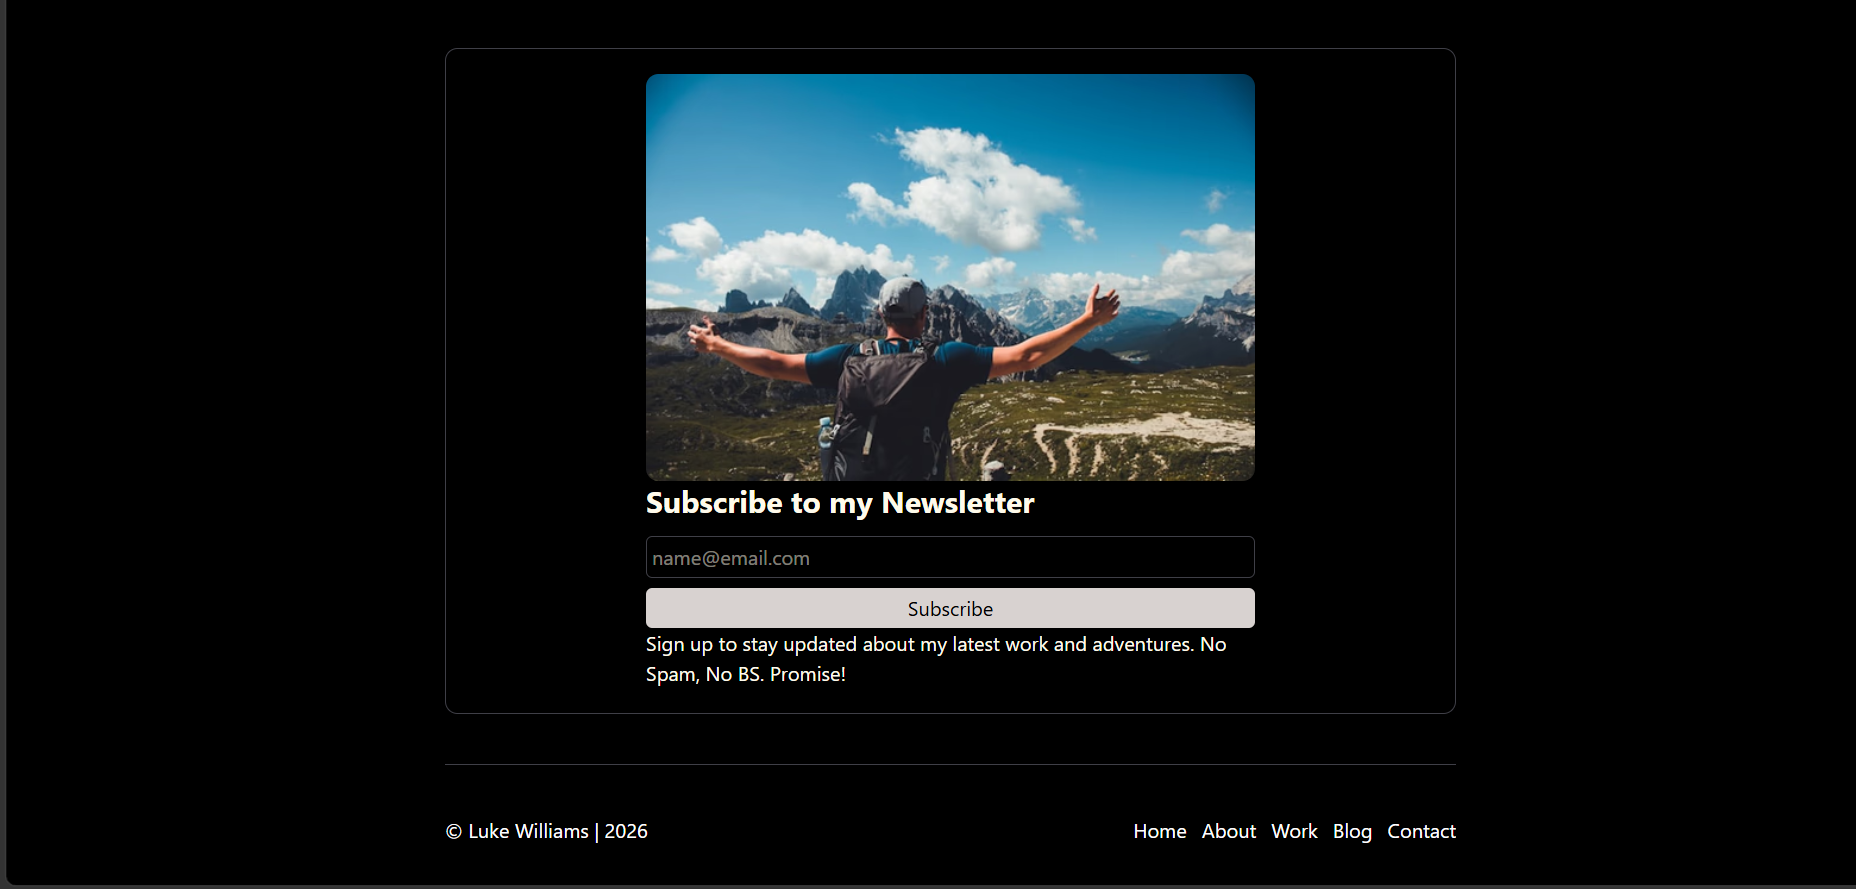 Subscribe to my Newsletter
name@email.com
Subscribe
Sign up to stay updated about my latest work and adventures. No
Spam, No BS. Promise!
© Luke Williams | 2026
Home About Work Blog Contact